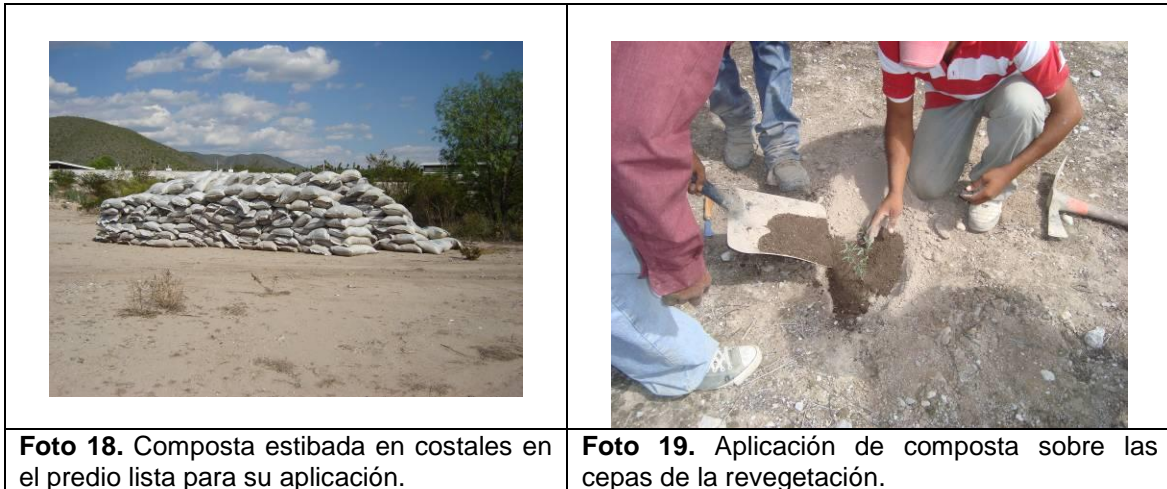 Foto 18. Composta estibada en costales en
el predio lista para su aplicación.
Foto 19. Aplicación de composta sobre las
cepas de la revegetación.